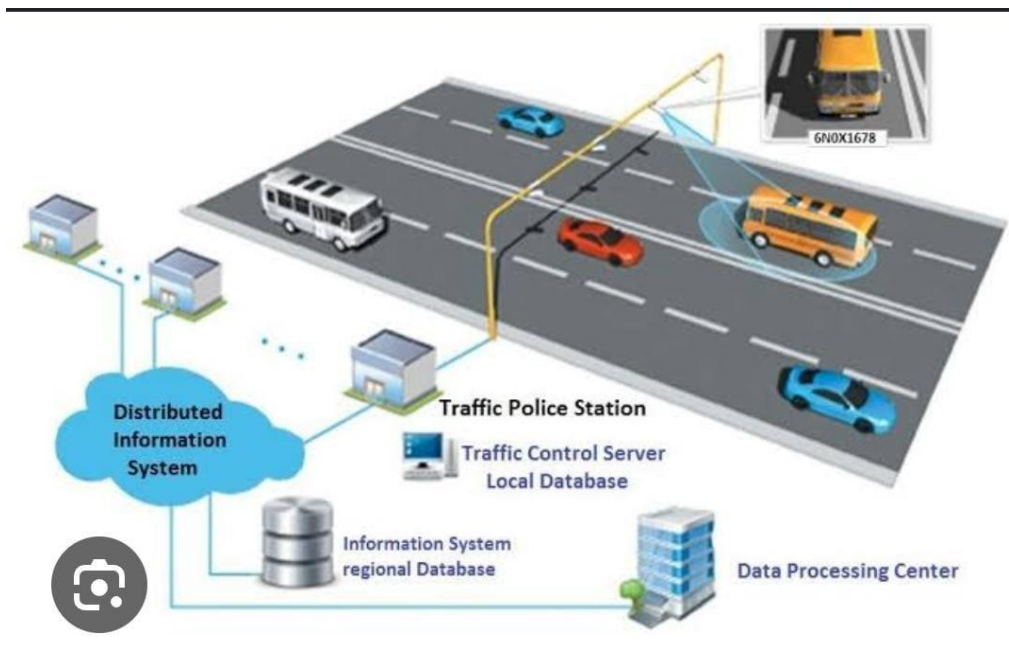 6N0X1678
Distributed
Information
System
Traffic Police Station
Traffic Control Server
Local Database
Information System
regional Database
Data Processing Center